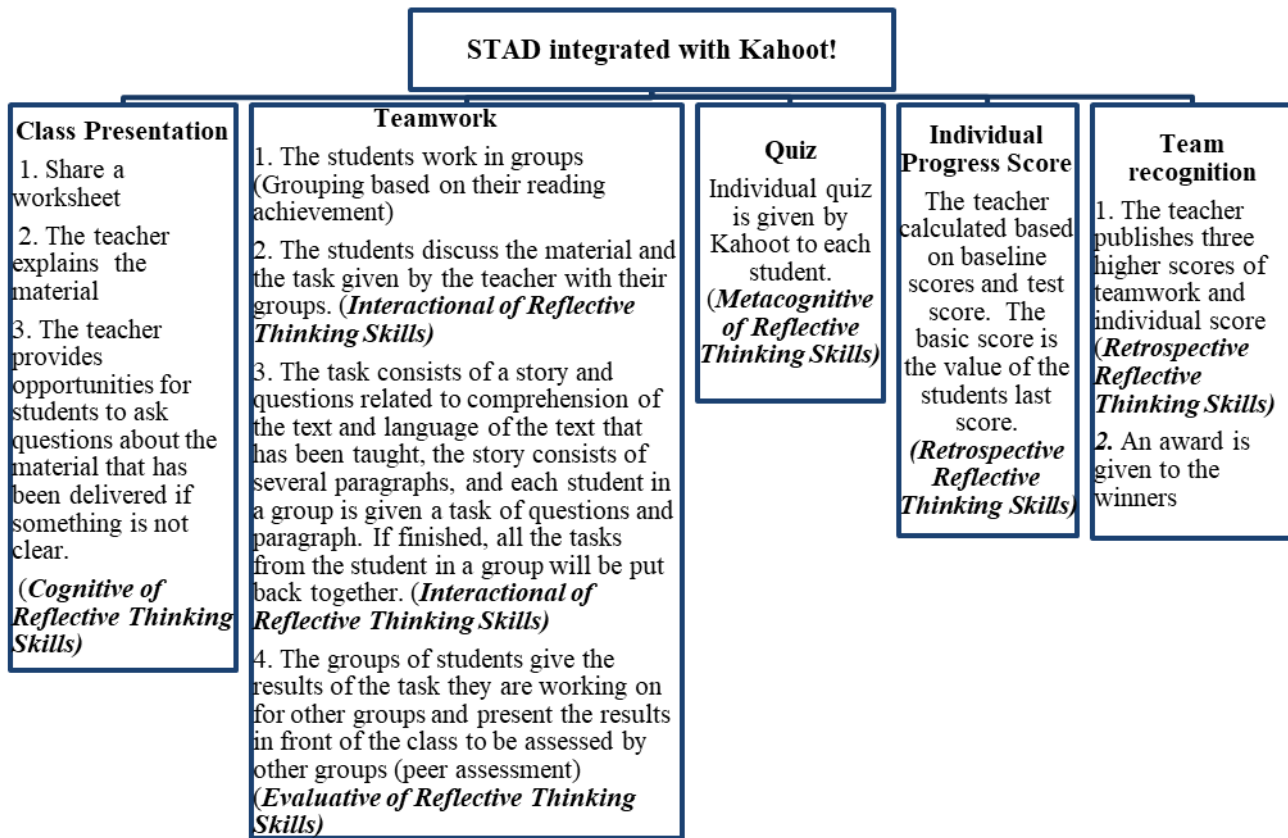 STAD integrated with Kahoot!
Class Presentation
1. Share a
worksheet
2. The teacher
explains the
material
3. The teacher
provides
opportunities for
students to ask
questions about the
material that has
been delivered if
something is not
clear.
(Cognitive of
Reflective Thinking
Skills)
Teamwork
1. The students work in groups
(Grouping based on their reading
achievement)
2. The students discuss the material and
the task given by the teacher with their
groups. (Interactional of Reflective
Thinking Skills)
3. The task consists of a story and
questions related to comprehension of
the text and language of the text that
has been taught, the story consists of
several paragraphs, and each student in
a group is given a task of questions and
paragraph. If finished, all the tasks
from the student in a group will be put
back together. (Interactional of
Reflective Thinking Skills)
4. The groups of students give the
results of the task they are working on
for other groups and present the results
in front of the class to be assessed by
other groups (peer assessment)
(Evaluative of Reflective Thinking
Skills)
Quiz
Individual quiz
is given by
Kahoot to each
student.
(Metacognitive
of Reflective
Thinking Skills)
Individual
Progress Score
The teacher
calculated based
on baseline
scores and test
score. The
basic score is
the value of the
students last
score.
(Retrospective
Reflective
Thinking Skills)
Team
recognition
1. The teacher
publishes three
higher scores of
teamwork and
individual score
(Retrospective
Reflective
Thinking Skills)
2. An award is
given to the
winners